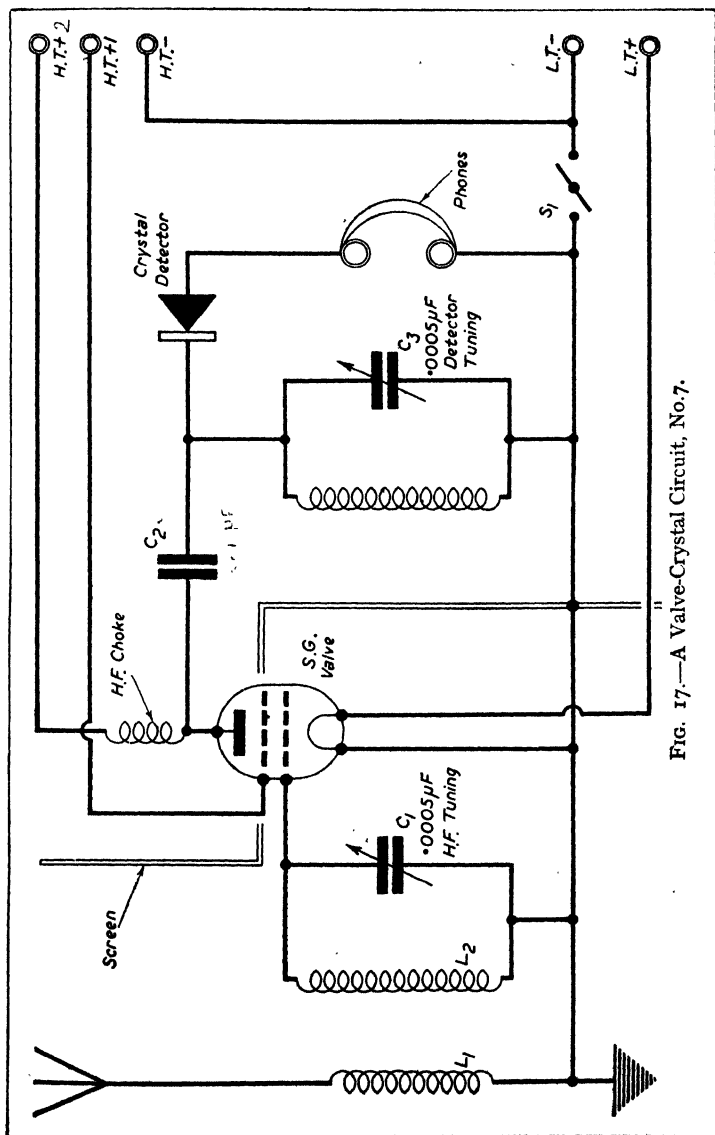 H.T.+2
H.T.+1
H.T.-
L.T.-
L.T.+
H.F. Choke
Crystal
Detector
Phones
C2
µF
S.G.
Valve
C3
·0005µF
Detector
Tuning
S1
Screen
C1
·0005µF
H.F. Tuning
L2
L1
FIG. 17.—A Valve-Crystal Circuit, No.7.